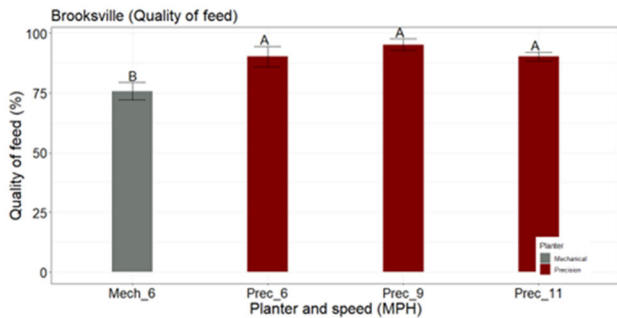 Brooksville (Quality of feed)
100
75
50
25
0
Quality of feed (%)
B
A
A
A
Mech_6
Prec_6
Prec_9
Prec_11
Planter and speed (MPH)
Planter
Mechanical
Precision